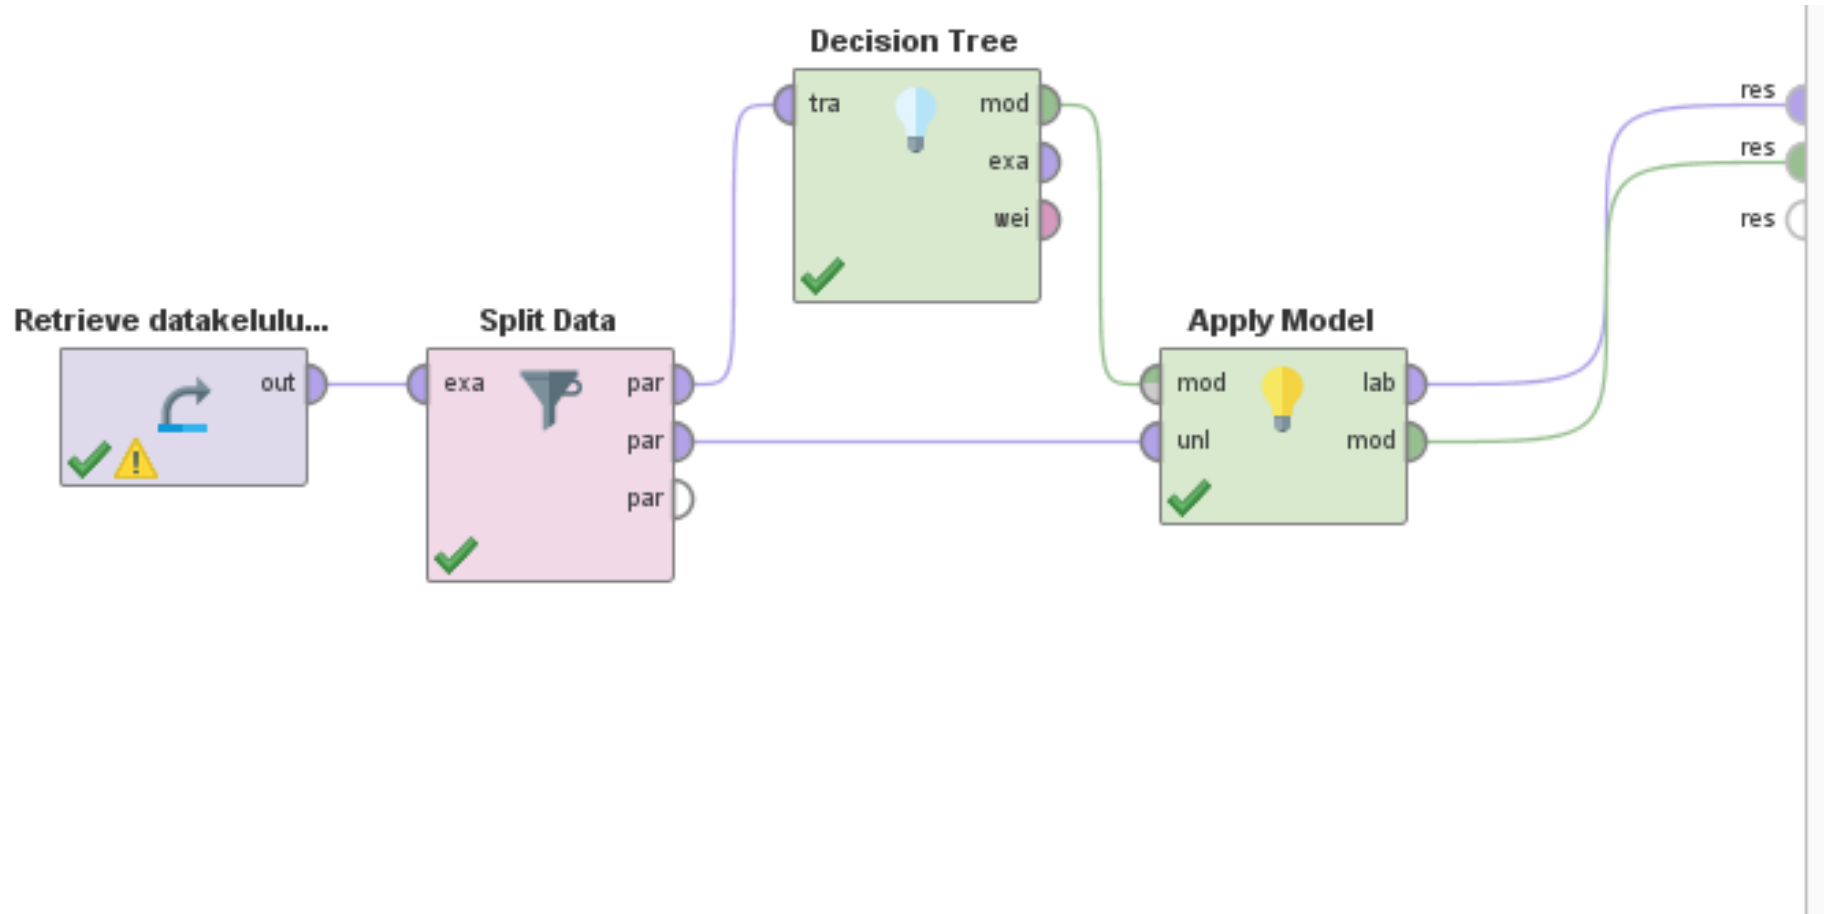 Decision Tree
tra
mod
exa
wei
res
res
res
Retrieve datakelulu...
out
Split Data
exa
par
par
par
Apply Model
mod
unl
lab
mod